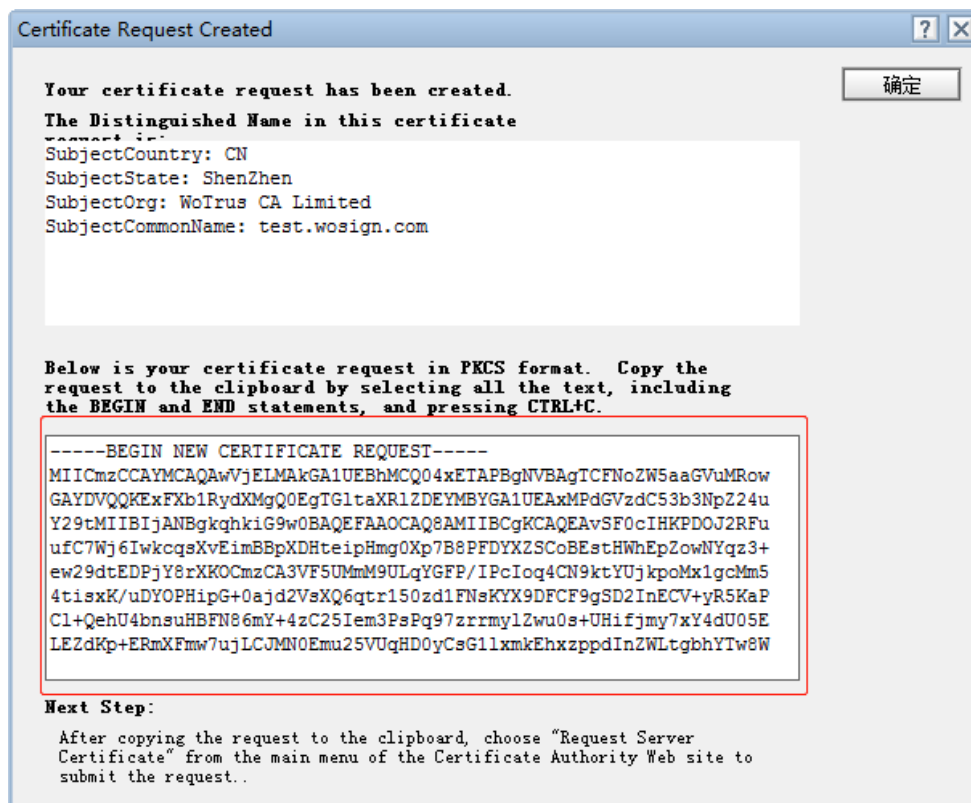 Certificate Request Created
确定
Your certificate request has been created.
The Distinguished Name in this certificate
request is:
SubjectCountry: CN
SubjectState: ShenZhen
SubjectOrg: WoTrus CA Limited
SubjectCommonName: test.wosign.com
Below is your certificate request in PKCS format.  Copy the
request to the clipboard by selecting all the text, including
the BEGIN and END statements, and pressing CTRL+C.
-----BEGIN NEW CERTIFICATE REQUEST-----
MIICmzCCAYMCAQAwVjELMAkGA1UEBhMCQ04xETAPBgNVBAgTCFNoZW5aaGVuMRow
GAYDVQQKExFXb1RydXMgQ0EgTGltaXRlZDEYMBYGA1UEAxMPdGVzdC53b3NpZ24u
Y29tMIIBIjANBgkqhkiG9w0BAQEFAAOCAQ8AMIIBCgKCAQEAvSF0cIHKPDOJ2RFu
ufC7Wj6IwkcqsXvEimBBpXDHteipHmg0Xp7B8PFDYXZSCoBEstHWhEpZowNYqz3+
ew29dtEDPjY8rXKOCmzCA3VF5UMmM9ULqYGFP/IPcIoq4CN9ktYUjkpoMx1gcMm5
4tisxK/uDYOPHipG+0ajd2VsXQ6qtr150zd1FNsKYX9DFCF9gSD2InECV+yR5KaP
Cl+QehU4bnsuHBFN86mY+4zC25Iem3PsPq97zrrmylZwu0s+UHifjmy7xY4dU05E
LEZdKp+ERmXFmw7ujLCJMN0Emu25VUqHD0yCsG1lxmkEhxzppdInZWLtgbhYTw8W
Next Step:
After copying the request to the clipboard, choose "Request Server
Certificate" from the main menu of the Certificate Authority Web site to
submit the request..